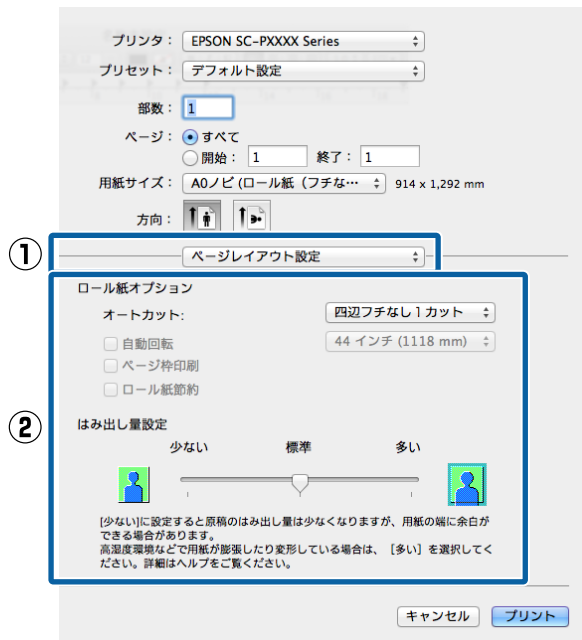 プリンタ： EPSON SC-PXXXX Series
プリセット： デフォルト設定
部数： 1
ページ： すべて
開始： 1 終了： 1
用紙サイズ： A0ノビ (ロール紙（フチな… 914 x 1,292 mm
方向：
①
ページレイアウト設定
②
ロール紙オプション
オートカット: 四辺フチなし1カット
自動回転 44 インチ (1118 mm)
ページ枠印刷
ロール紙節約
はみ出し量設定
少ない 標準 多い
[少ない]に設定すると原稿のはみ出し量は少なくなりますが、用紙の端に余白が
できる場合があります。
高湿度環境などで用紙が膨張したり変形している場合は、［多い］を選択してく
ださい。詳細はヘルプをご覧ください。
キャンセル プリント